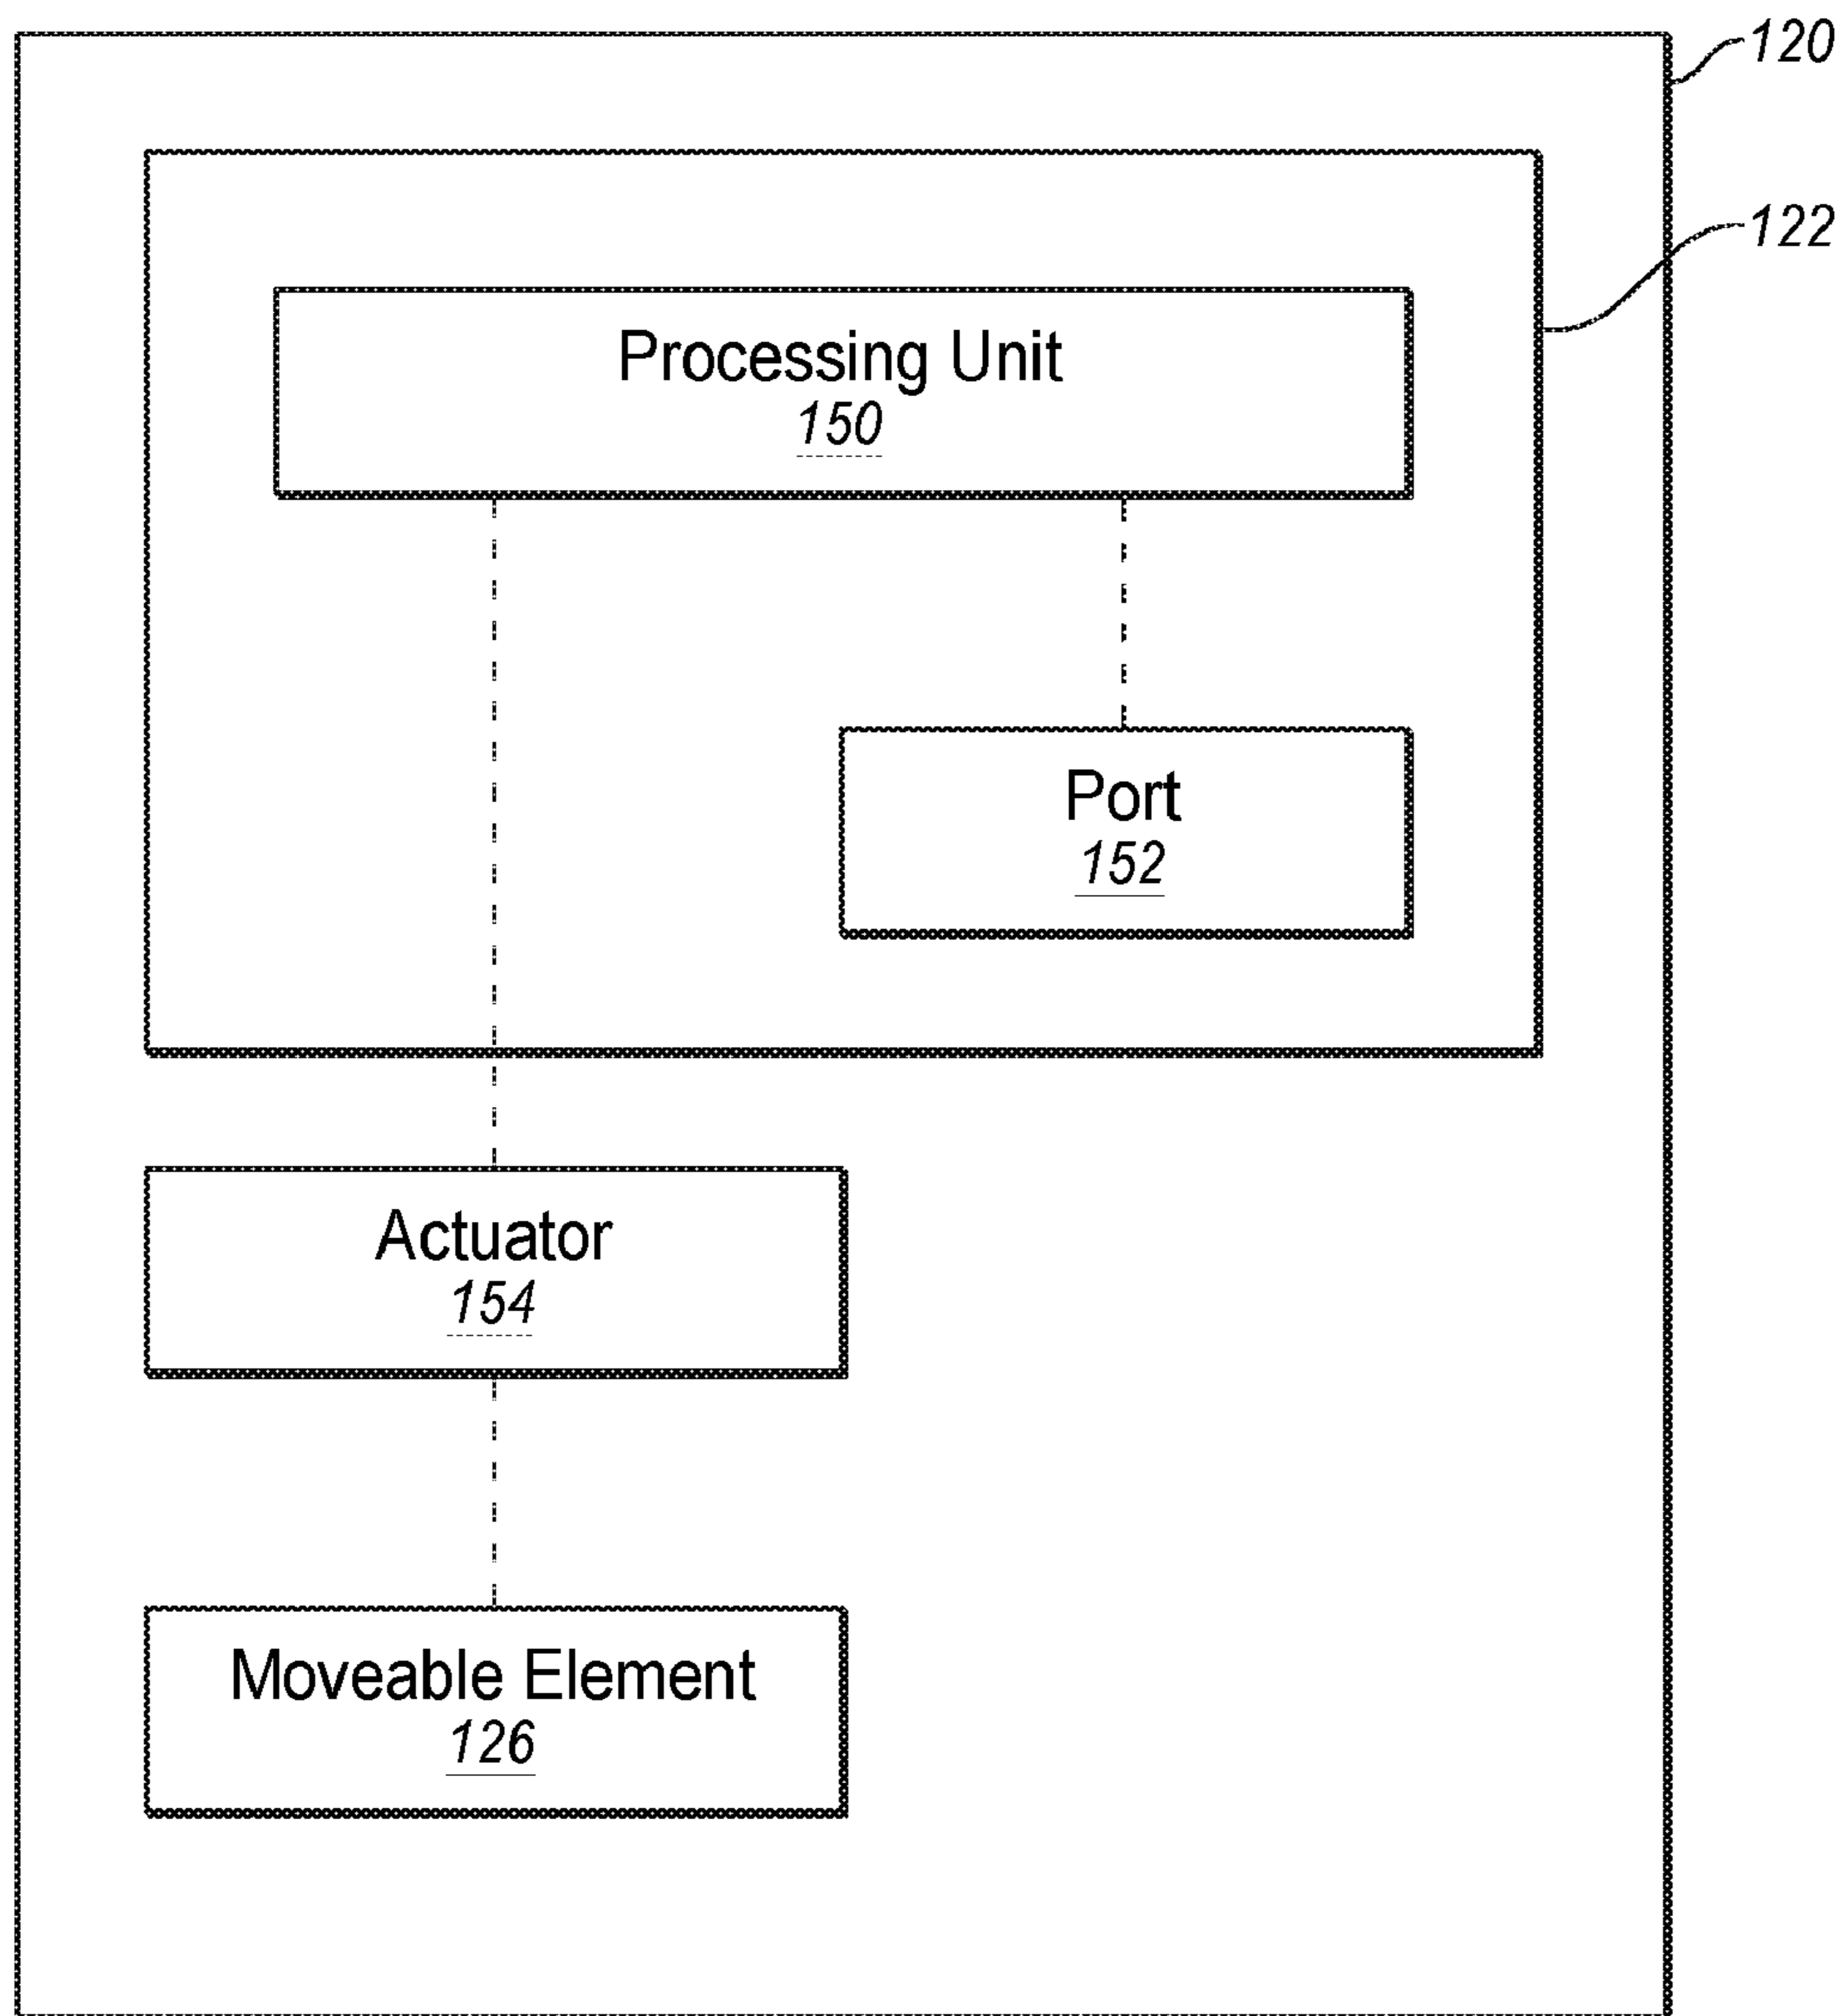 120
122
Processing Unit
150
Port
152
Actuator
154
Moveable Element
126